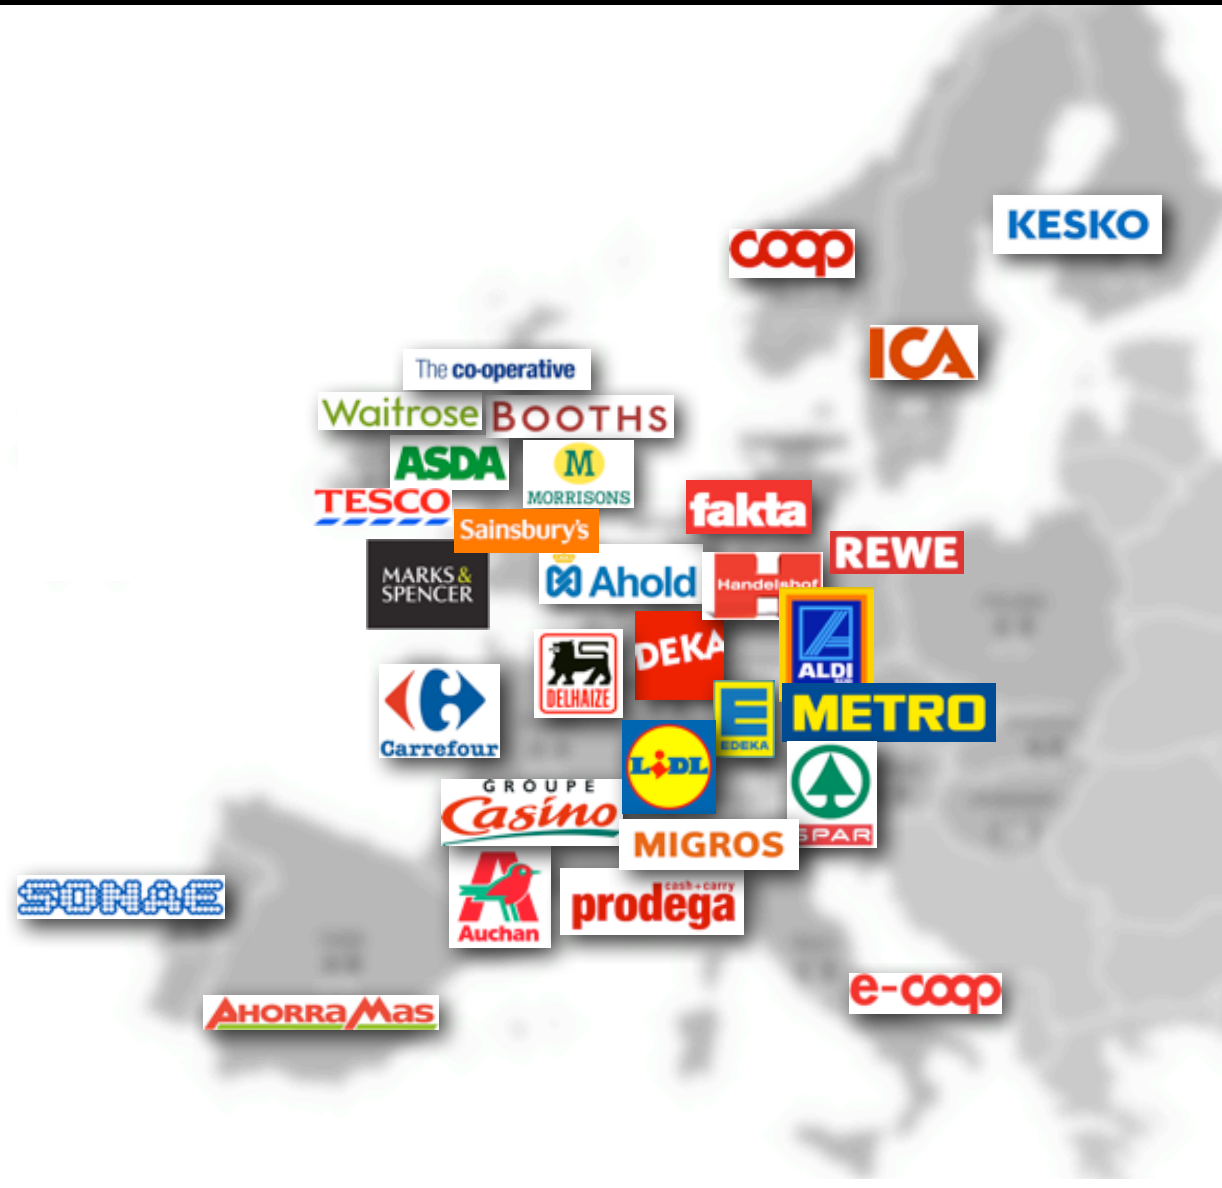 KESKO
coop
ICA
The co-operative
Waitrose
BOOTHS
ASDA
M
MORRISONS
TESCO
fakta
Sainsbury's
REWE
MARKS&
SPENCER
Ahold
Handelshof
ALDI
DEKA
DELHAIZE
Carrefour
E
EDEKA
METRO
LiDL
GROUPE
Casino
SPAR
MIGROS
Auchan
cash+carry
prodega
SONAE
e-coop
AHORRAMAS